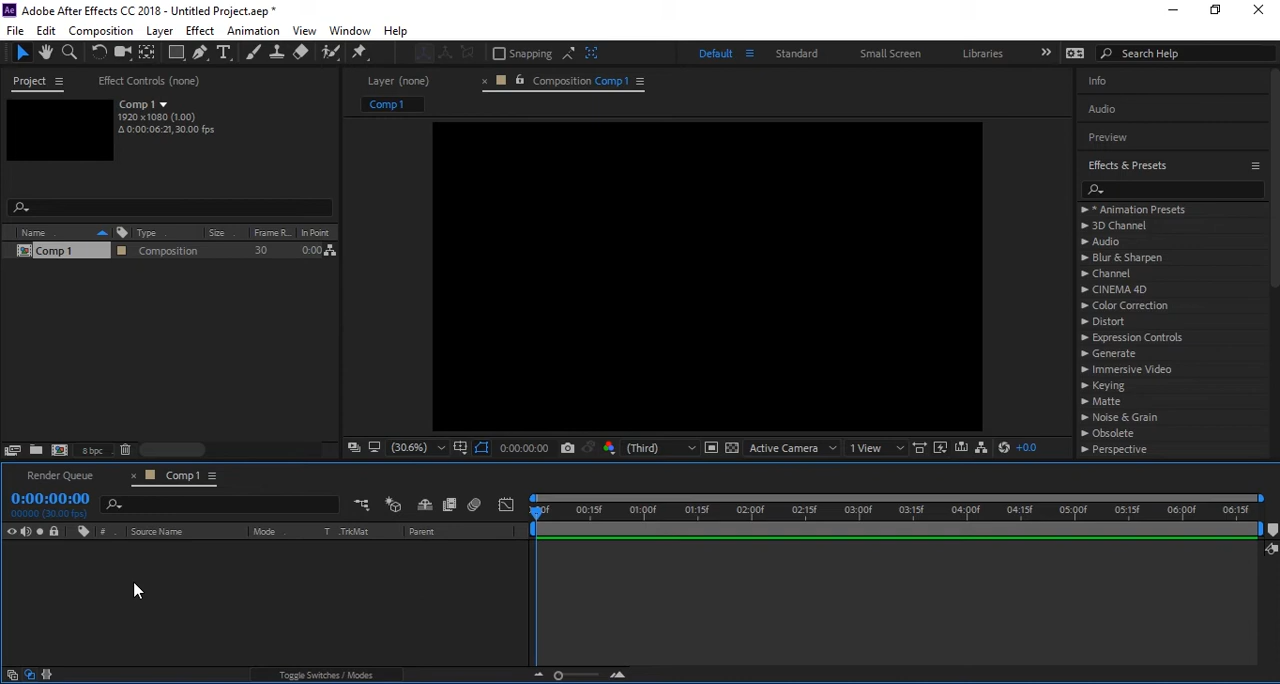 Ae Adobe After Effects CC 2018 - Untitled Project.aep *
File Edit Composition Layer Effect Animation View Window Help
T Snapping Default Standard Small Screen Libraries Search Help
Project Effect Controls (none) Layer (none) Composition Comp 1 Info
Comp 1
1920 x1080 (1.00)
Δ 0:00:06:21, 30.00 fps
Comp 1
Audio
Preview
Effects & Presets
* Animation Presets
3D Channel
Audio
Blur & Sharpen
Channel
CINEMA 4D
Color Correction
Distort
Expression Controls
Generate
Immersive Video
Keying
Matte
Noise & Grain
Obsolete
Perspective
Name Type Size Frame R... In Point
Comp 1 Composition 30 0:00
8 bpc
(30.6%) 0:00:00:00 (Third) Active Camera 1 View +0.0
Render Queue Comp 1
0:00:00:00
00000 (30.00 fps)
:00f 00:15f 01:00f 01:15f 02:00f 02:15f 03:00f 03:15f 04:00f 04:15f 05:00f 05:15f 06:00f 06:15f
# Source Name Mode T .TrkMat Parent
Toggle Switches / Modes